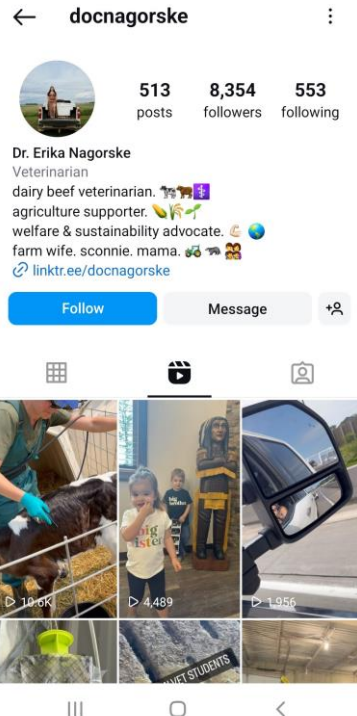 docnagorske
513 8,354 553
posts followers following
Dr. Erika Nagorske
Veterinarian
dairy beef veterinarian. 🐄🐂⚕️
agriculture supporter. 🌽🌾🌱
welfare & sustainability advocate. 💪🏻 🌎
farm wife. sconnie. mama. 🚜 🦡 👩‍👩‍👧‍👦
linktr.ee/docnagorske
Follow Message
big
sister
big
brother
10.6K 4,489 1,956
VET STUDENTS